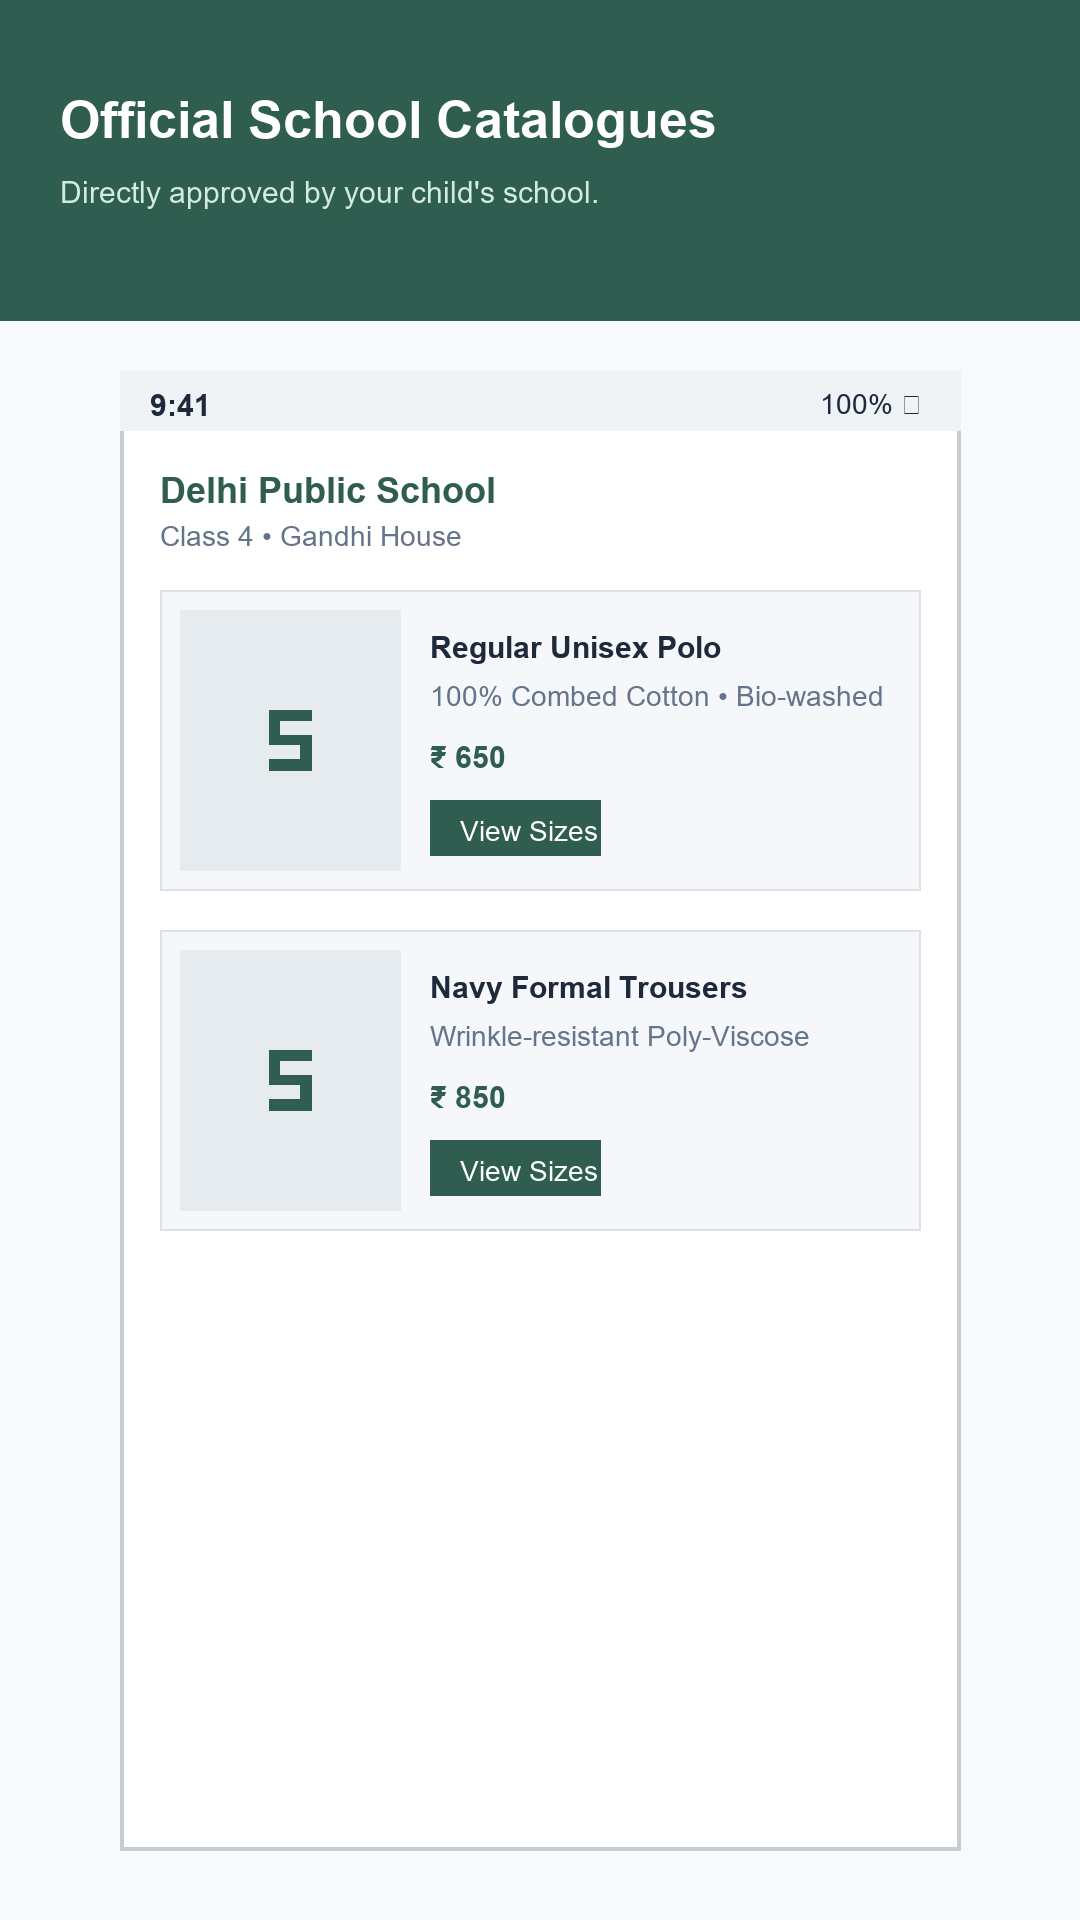 Official School Catalogues
Directly approved by your child's school.
9:41
100% □
Delhi Public School
Class 4 • Gandhi House
S
Regular Unisex Polo
100% Combed Cotton • Bio-washed
₹ 650
View Sizes
S
Navy Formal Trousers
Wrinkle-resistant Poly-Viscose
₹ 850
View Sizes